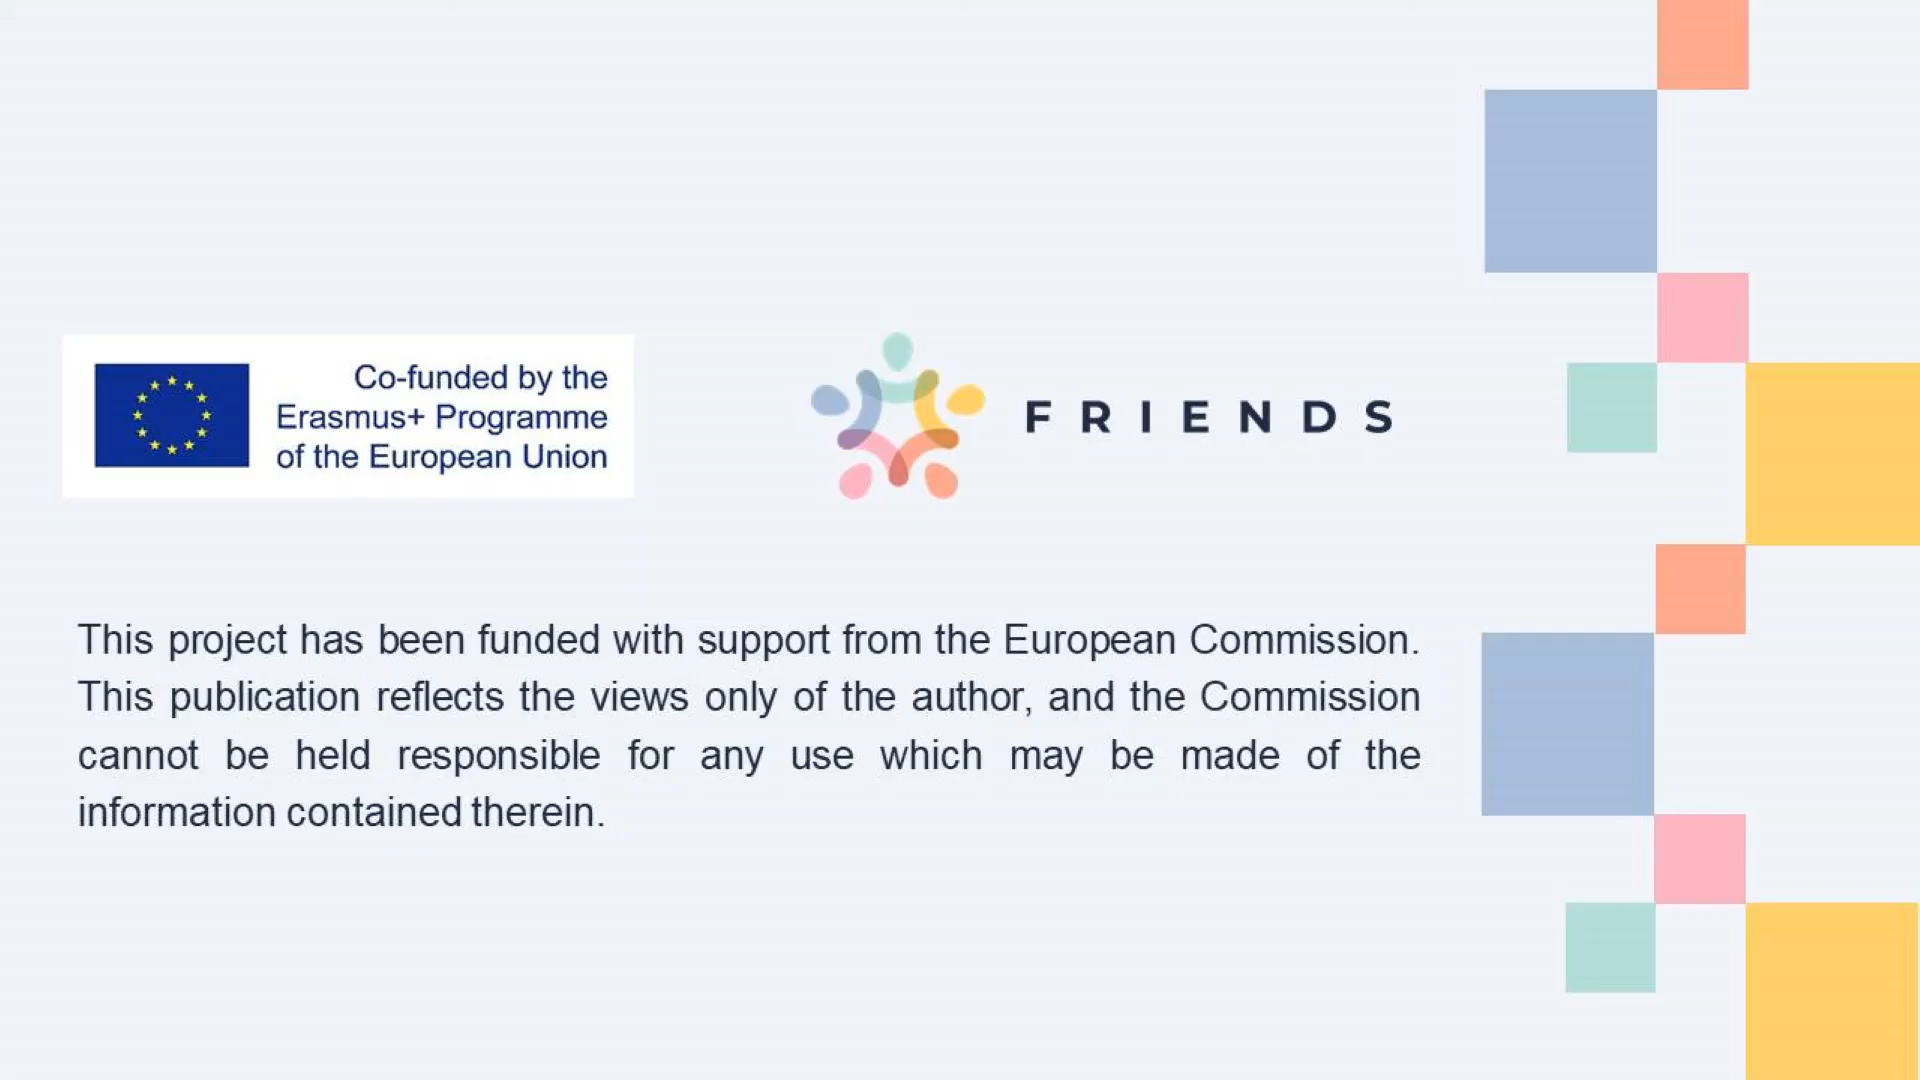 Co-funded by the
Erasmus+ Programme
of the European Union
FRIENDS
This project has been funded with support from the European Commission.
This publication reflects the views only of the author, and the Commission
cannot be held responsible for any use which may be made of the
information contained therein.